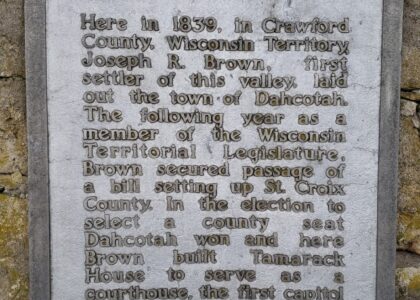 Here in 1839, in Crawford
County, Wisconsin Territory,
Joseph R. Brown, first
settler of this valley, laid
out the town of Dahcotah.
The following year as a
member of the Wisconsin
Territorial Legislature,
Brown secured passage of
a bill setting up St. Croix
County. In the election to
select a county seat
Dahcotah won and here
Brown built Tamarack
House to serve as a
courthouse, the first capitol